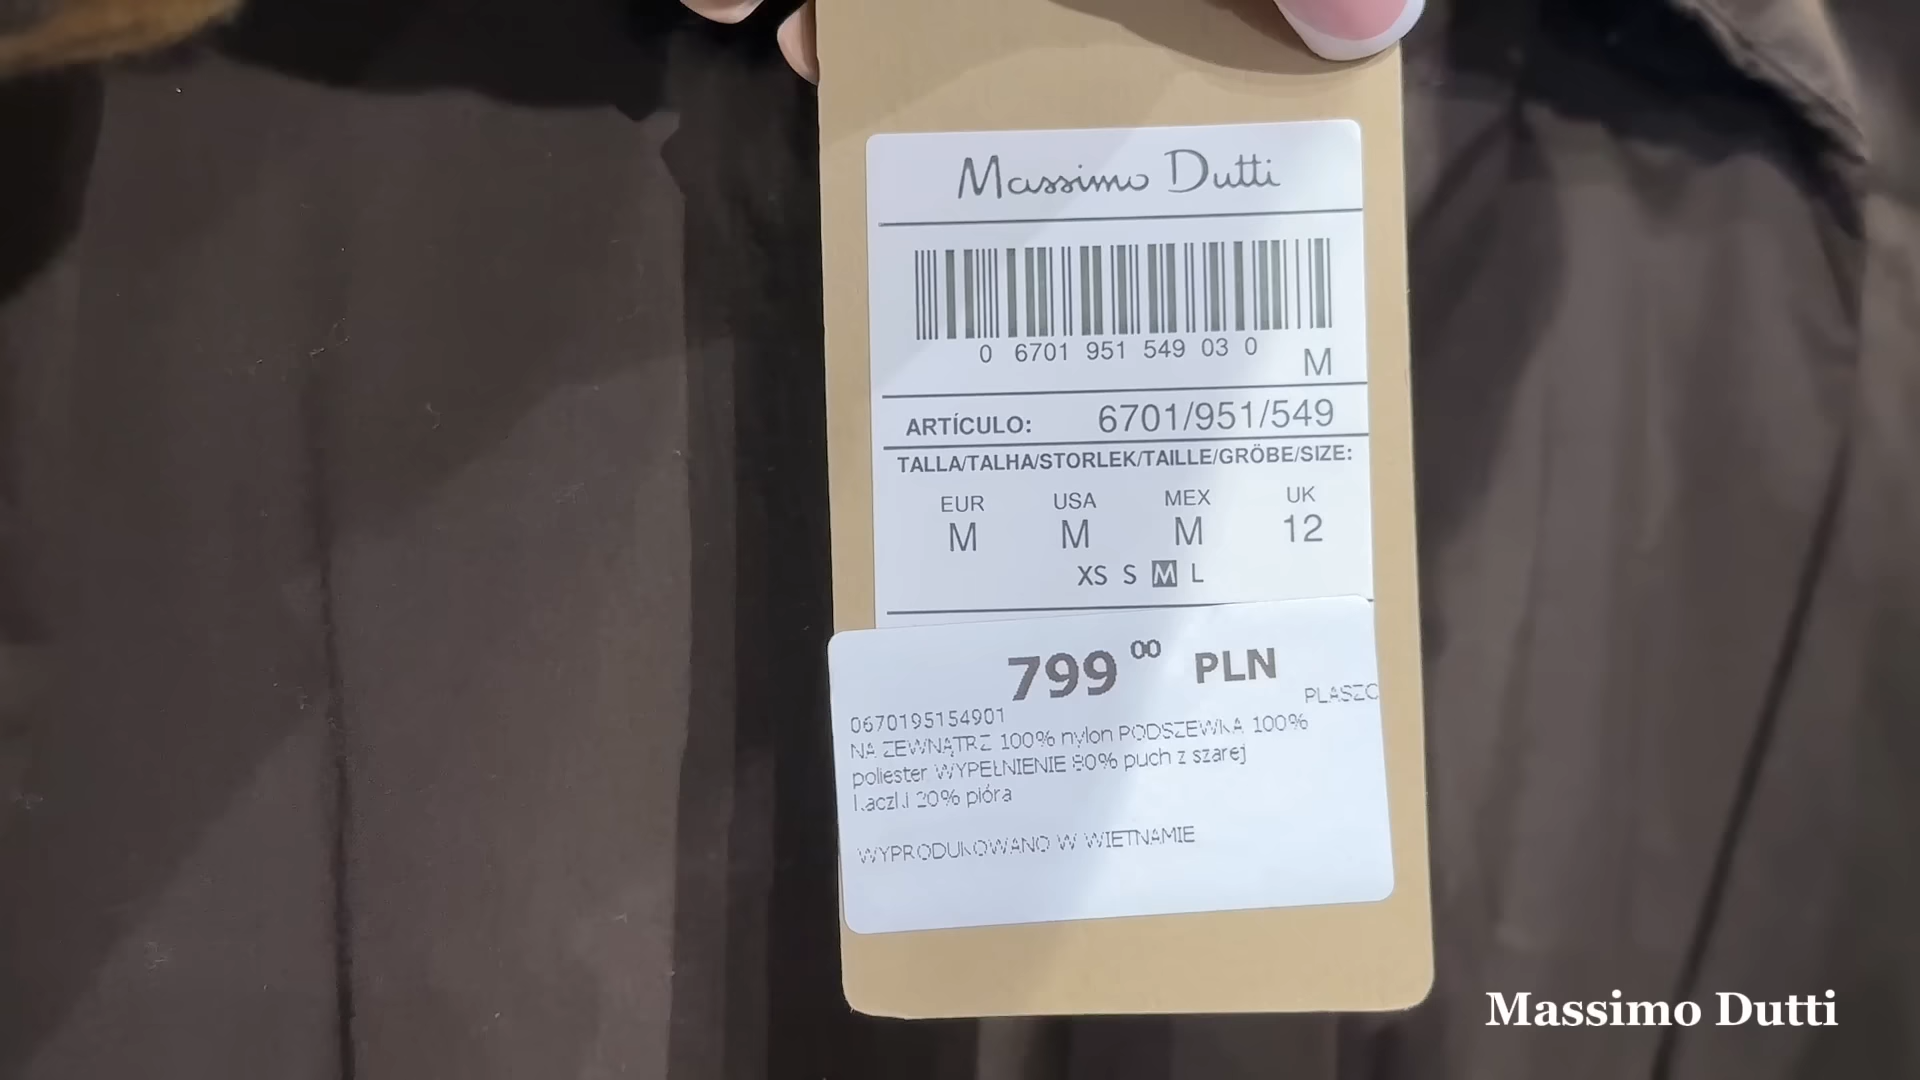 Massimo Dutti
0 6701 951 549 03 0
M
ARTÍCULO: 6701/951/549
TALLA/TALHA/STORLEK/TAILLE/GRÖBE/SIZE:
EUR USA MEX UK
M M M 12
XS S M L
799 00 PLN
PLASZC
0670195154901
NA ZEWNĄTRZ 100% nylon PODSZEWKA 100%
poliester WYPEŁNIENIE 80% puch z szarej
kaczki 20% pióra
WYPRODUKOWANO W WIETNAMIE
Massimo Dutti